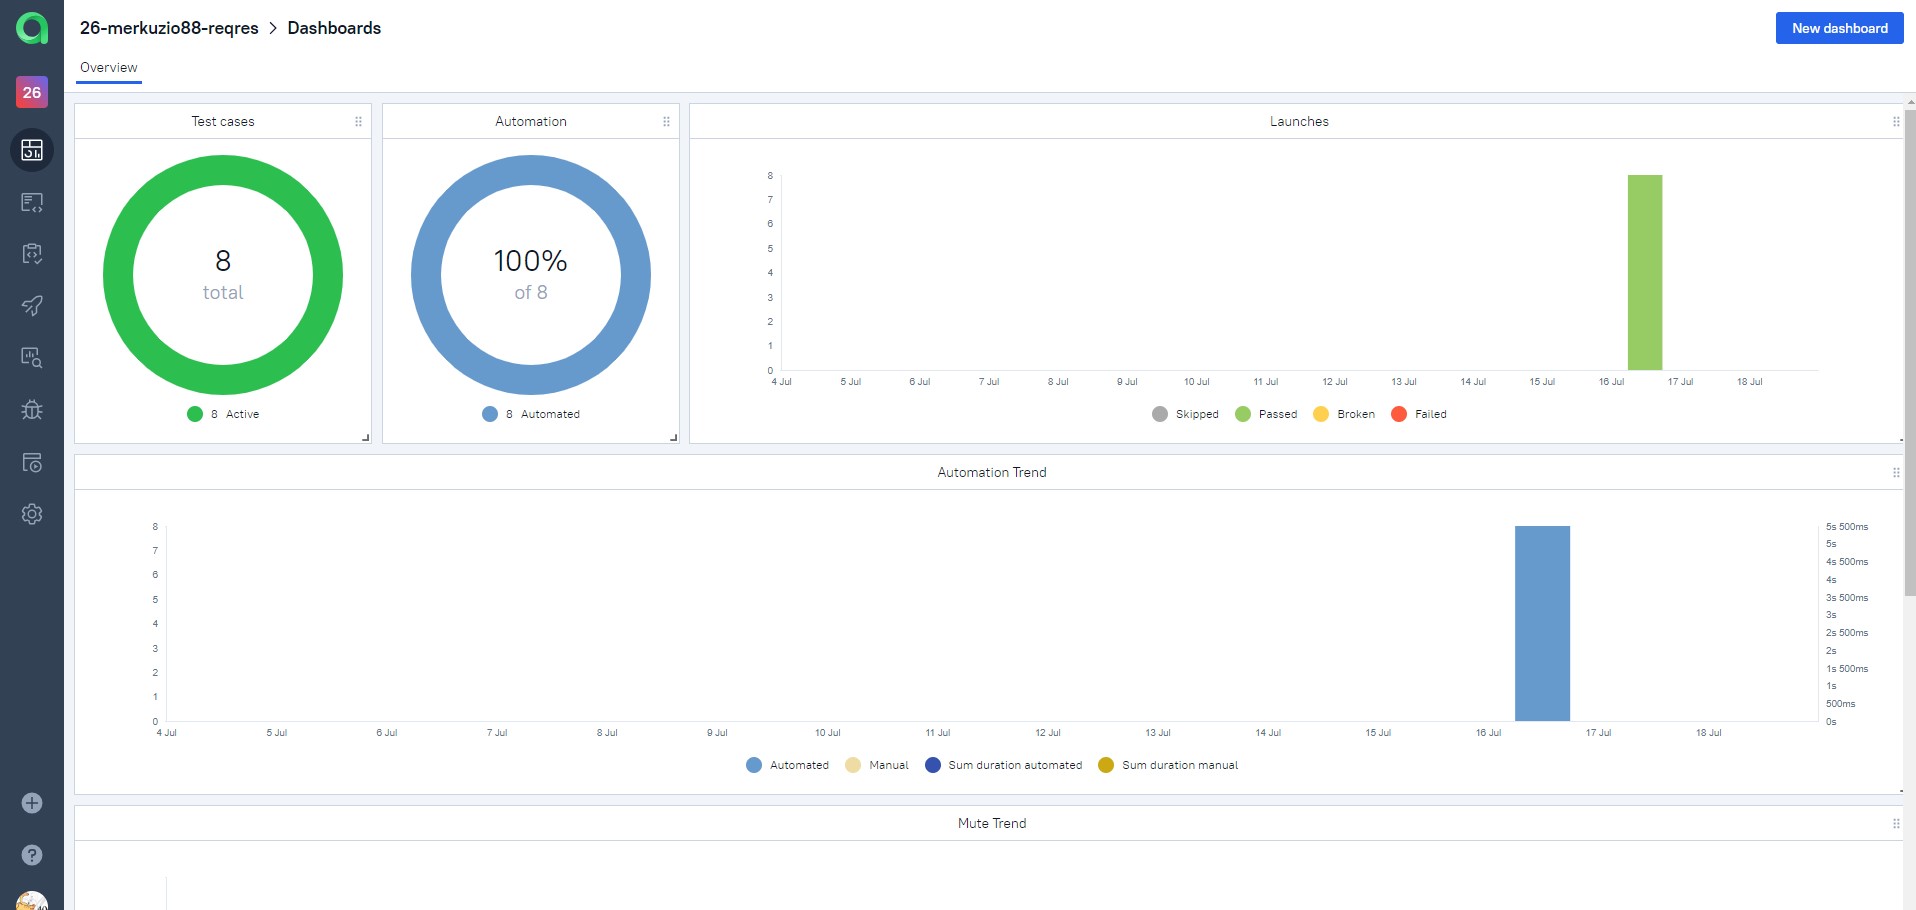 26-merkuzio88-reqres > Dashboards
New dashboard
Overview
26
Test cases
8
total
8 Active
Automation
100%
of 8
8 Automated
Launches
8
7
6
5
4
3
2
1
0
4 Jul 5 Jul 6 Jul 7 Jul 8 Jul 9 Jul 10 Jul 11 Jul 12 Jul 13 Jul 14 Jul 15 Jul 16 Jul 17 Jul 18 Jul
Skipped Passed Broken Failed
Automation Trend
8
7
6
5
4
3
2
1
0
5s 500ms
5s
4s 500ms
4s
3s 500ms
3s
2s 500ms
2s
1s 500ms
1s
500ms
0s
4 Jul 5 Jul 6 Jul 7 Jul 8 Jul 9 Jul 10 Jul 11 Jul 12 Jul 13 Jul 14 Jul 15 Jul 16 Jul 17 Jul 18 Jul
Automated Manual Sum duration automated Sum duration manual
Mute Trend